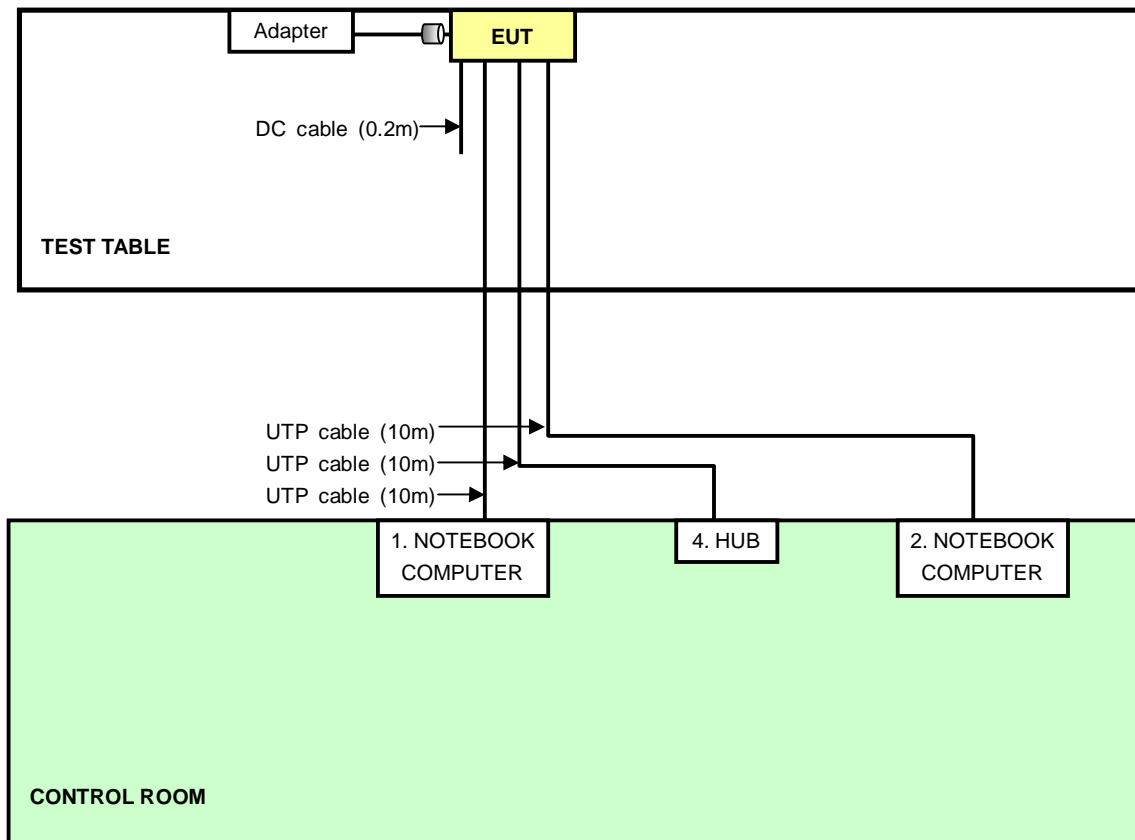 Adapter
EUT
DC cable (0.2m)
TEST TABLE
UTP cable (10m)
UTP cable (10m)
UTP cable (10m)
1. NOTEBOOK
COMPUTER
4. HUB
2. NOTEBOOK
COMPUTER
CONTROL ROOM